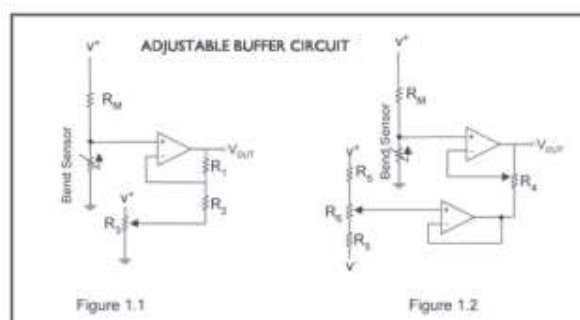 ADJUSTABLE BUFFER CIRCUIT
V+
RM
Bend Sensor
+
-
VOUT
R1
R2
V+
R3
Figure 1.1
V+
RM
Bend Sensor
+
-
VOUT
R4
V+
R5
R6
R5
V-
+
-
Figure 1.2